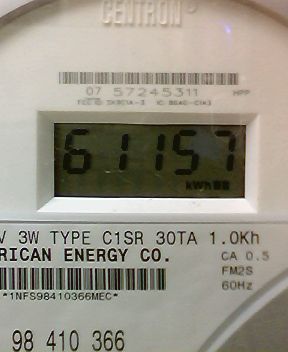 CENTRON®
07 57245311 HPP
61157
kWh
V 3W TYPE C1SR 30TA 1.0Kh
RICAN ENERGY CO. CA 0.5
FM2S
*1NFS98410366MEC* 60Hz
98 410 366